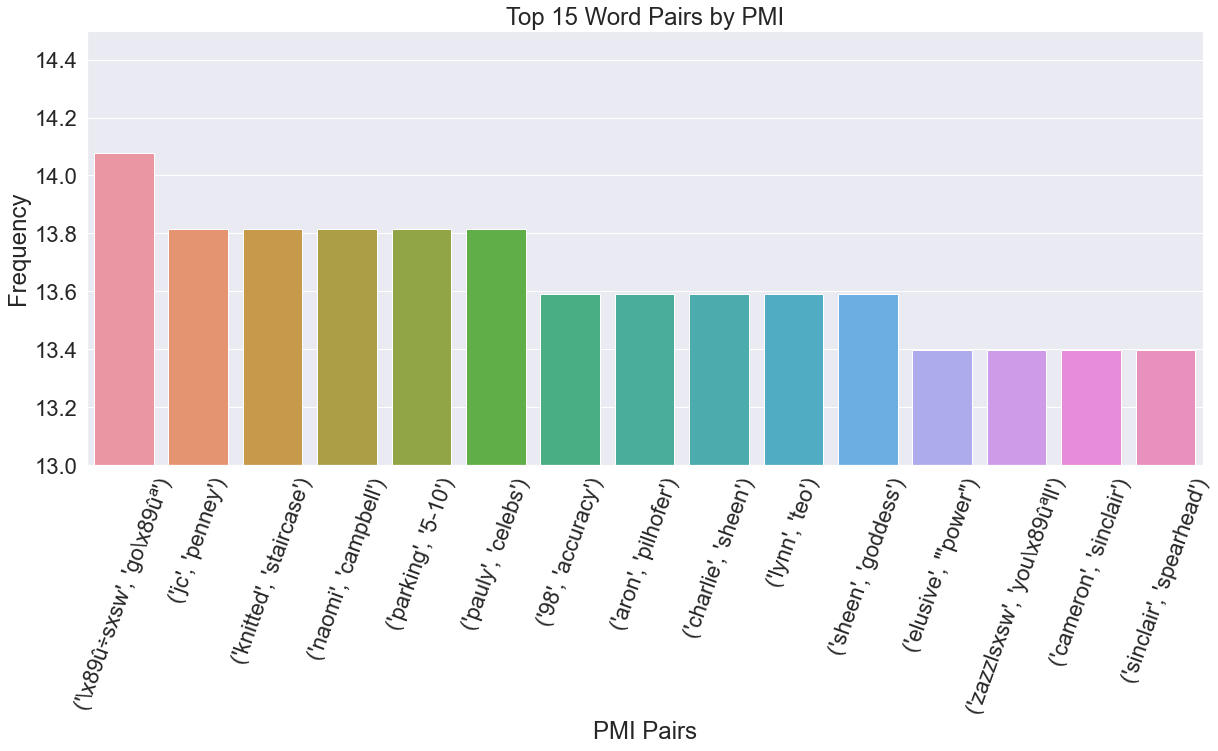 Top 15 Word Pairs by PMI
Frequency
14.4
14.2
14.0
13.8
13.6
13.4
13.2
13.0
('\x89û÷sxsw', 'go\x89ûª')
('jc', 'penney')
('knitted', 'staircase')
('naomi', 'campbell')
('parking', '5-10')
('pauly', 'celebs')
('98', 'accuracy')
('aron', 'pilhofer')
('charlie', 'sheen')
('lynn', 'teo')
('sheen', 'goddess')
('elusive', '"power"')
('zazzlsxsw', 'you\x89ûªll')
('cameron', 'sinclair')
('sinclair', 'spearhead')
PMI Pairs